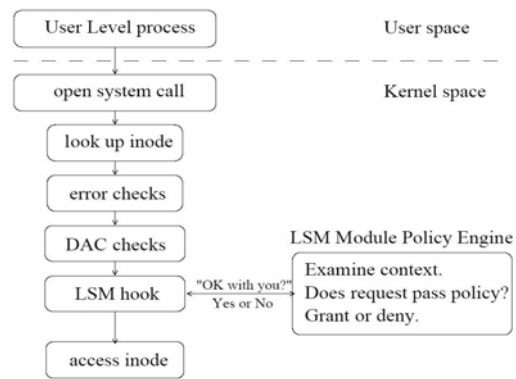 User Level process
User space
open system call
Kernel space
look up inode
error checks
DAC checks
LSM Module Policy Engine
LSM hook
"OK with you?"
Yes or No
Examine context.
Does request pass policy?
Grant or deny.
access inode